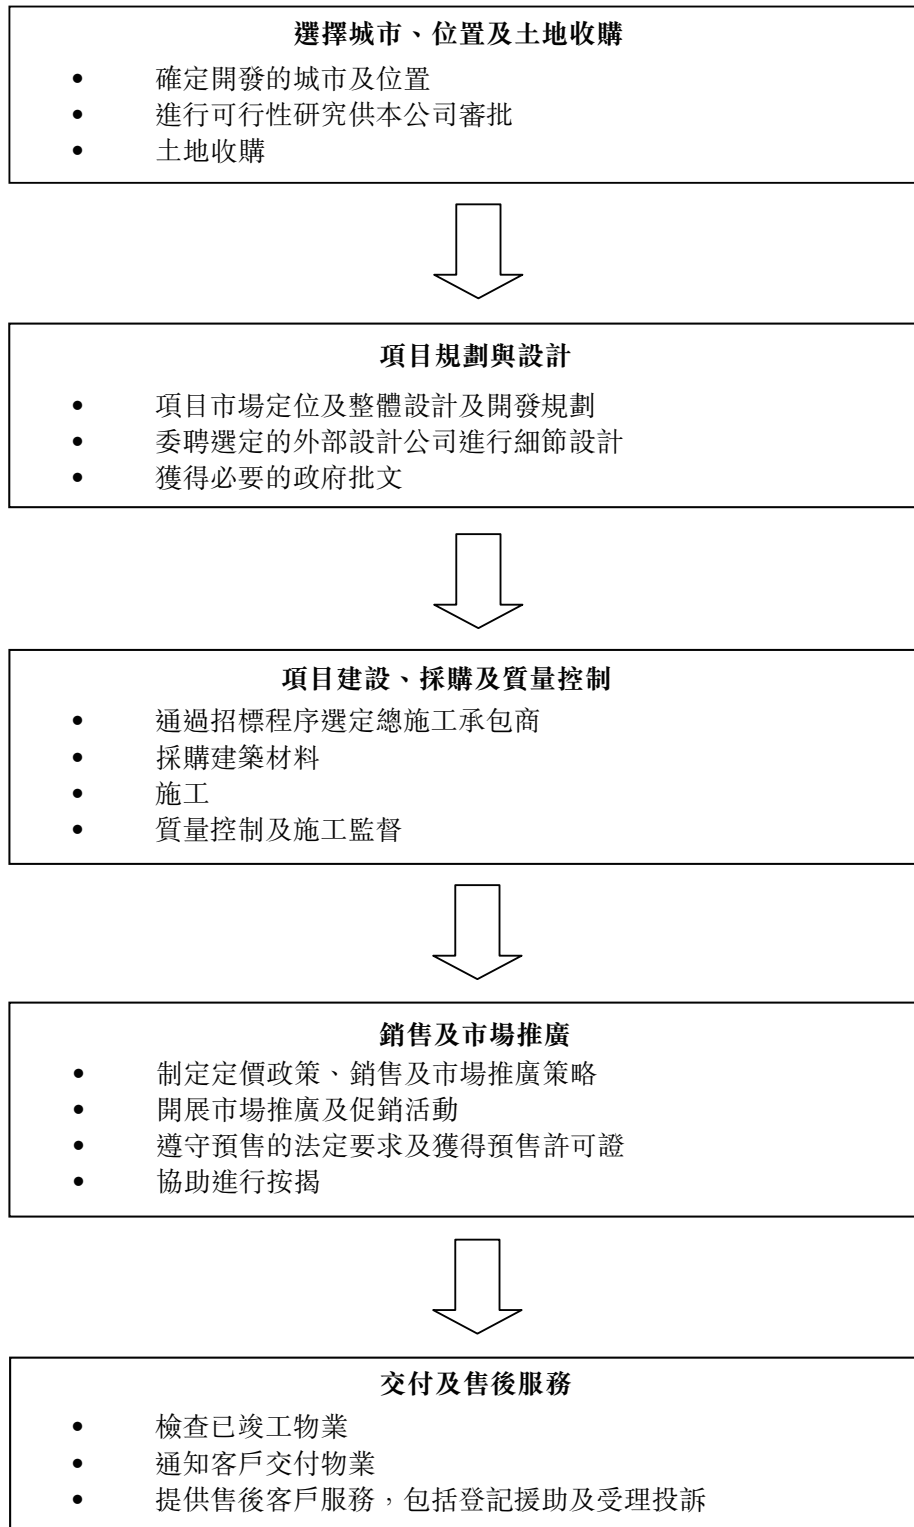 選擇城市、位置及土地收購
• 確定開發的城市及位置
• 進行可行性研究供本公司審批
• 土地收購
項目規劃與設計
• 項目市場定位及整體設計及開發規劃
• 委聘選定的外部設計公司進行細節設計
• 獲得必要的政府批文
項目建設、採購及質量控制
• 通過招標程序選定總施工承包商
• 採購建築材料
• 施工
• 質量控制及施工監督
銷售及市場推廣
• 制定定價政策、銷售及市場推廣策略
• 開展市場推廣及促銷活動
• 遵守預售的法定要求及獲得預售許可證
• 協助進行按揭
交付及售後服務
• 檢查已竣工物業
• 通知客戶交付物業
• 提供售後客戶服務，包括登記援助及受理投訴